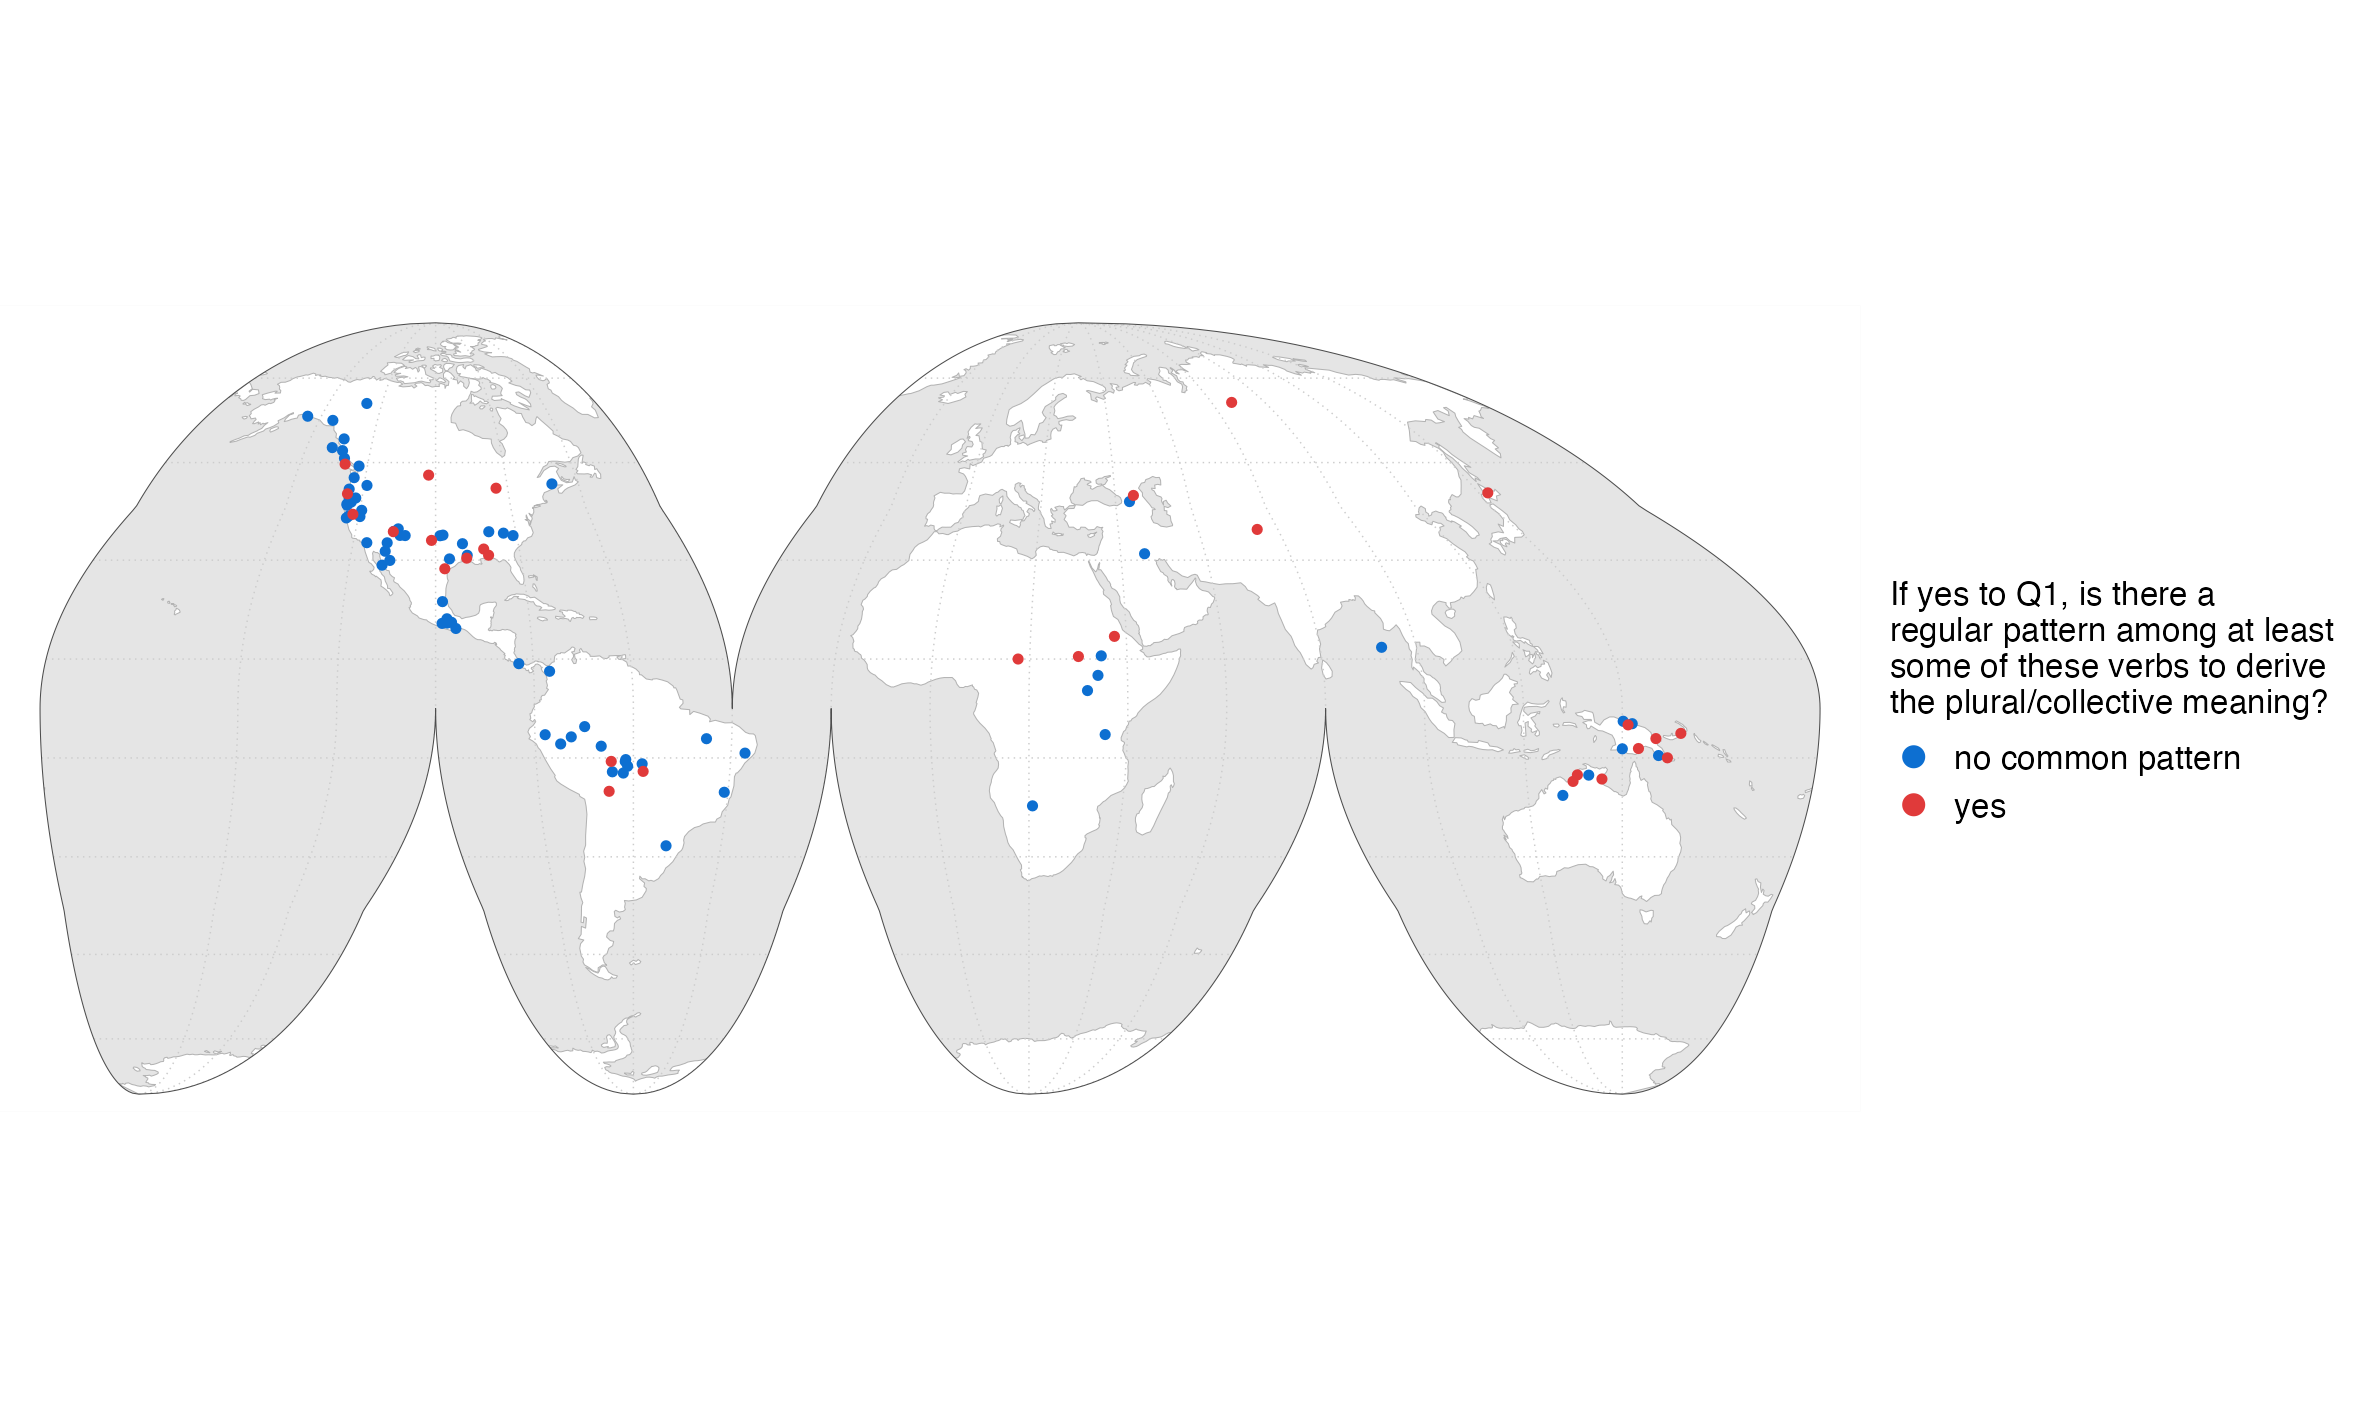 If yes to Q1, is there a
regular pattern among at least
some of these verbs to derive
the plural/collective meaning?
no common pattern
yes